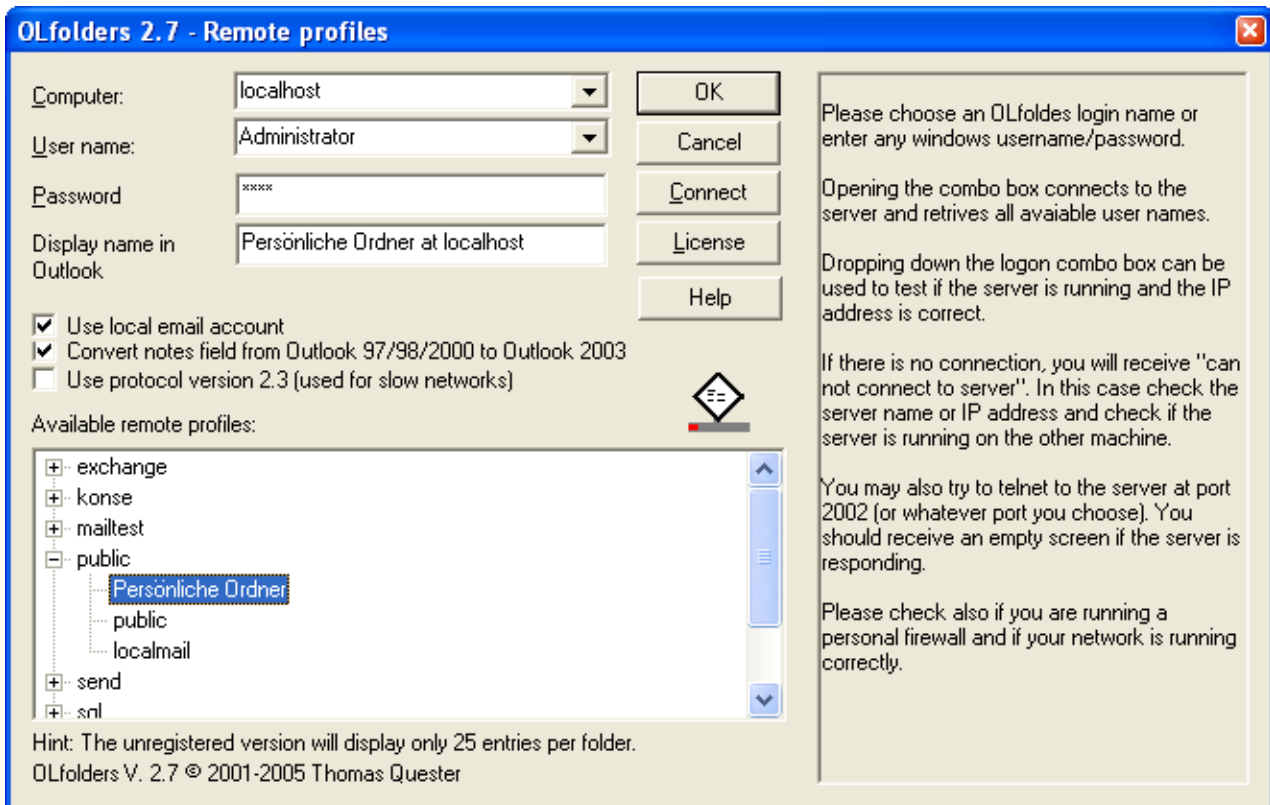 OLfolders 2.7 - Remote profiles
Computer:
localhost
User name:
Administrator
Password
****
Display name in
Outlook
Persönliche Ordner at localhost
OK
Cancel
Connect
License
Help
Use local email account
Convert notes field from Outlook 97/98/2000 to Outlook 2003
Use protocol version 2.3 (used for slow networks)
Available remote profiles:
exchange
konse
mailtest
public
Persönliche Ordner
public
localmail
send
sql
Hint: The unregistered version will display only 25 entries per folder.
OLfolders V. 2.7 © 2001-2005 Thomas Quester
Please choose an OLfoldes login name or
enter any windows username/password.
Opening the combo box connects to the
server and retrives all avaiable user names.
Dropping down the logon combo box can be
used to test if the server is running and the IP
address is correct.
If there is no connection, you will receive "can
not connect to server". In this case check the
server name or IP address and check if the
server is running on the other machine.
You may also try to telnet to the server at port
2002 (or whatever port you choose). You
should receive an empty screen if the server is
responding.
Please check also if you are running a
personal firewall and if your network is running
correctly.